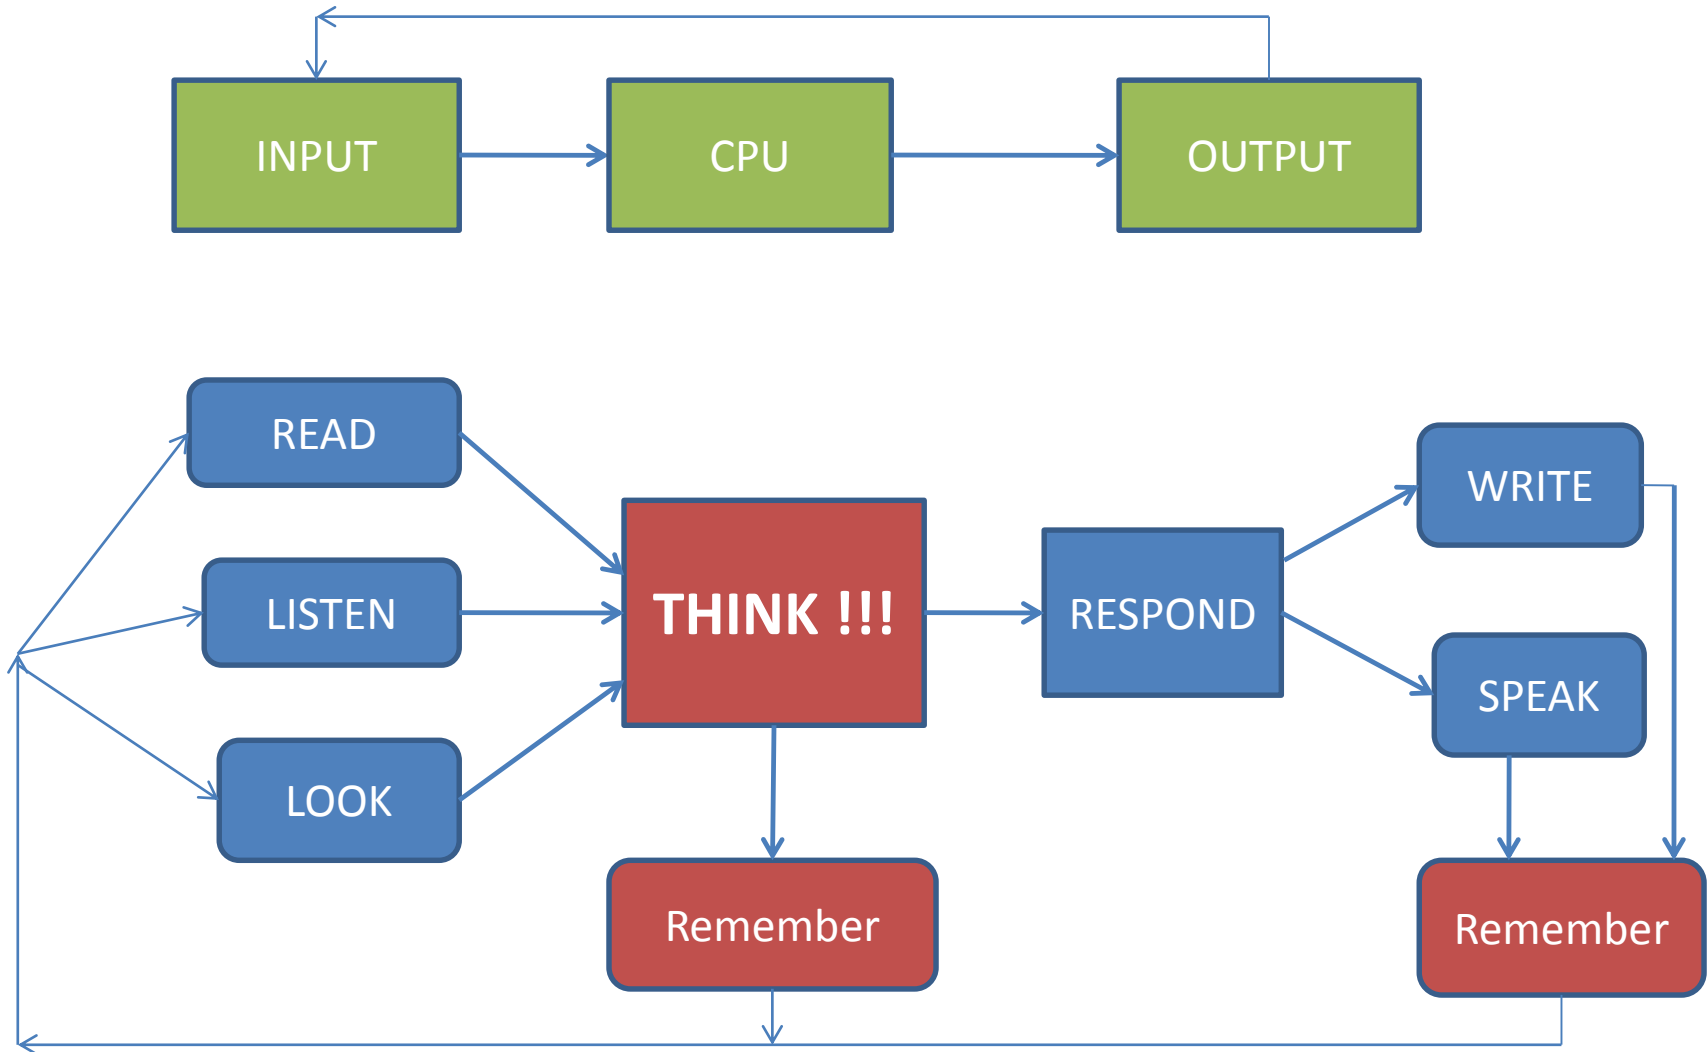 INPUT
CPU
OUTPUT
READ
LISTEN
LOOK
THINK !!!
RESPOND
WRITE
SPEAK
Remember
Remember